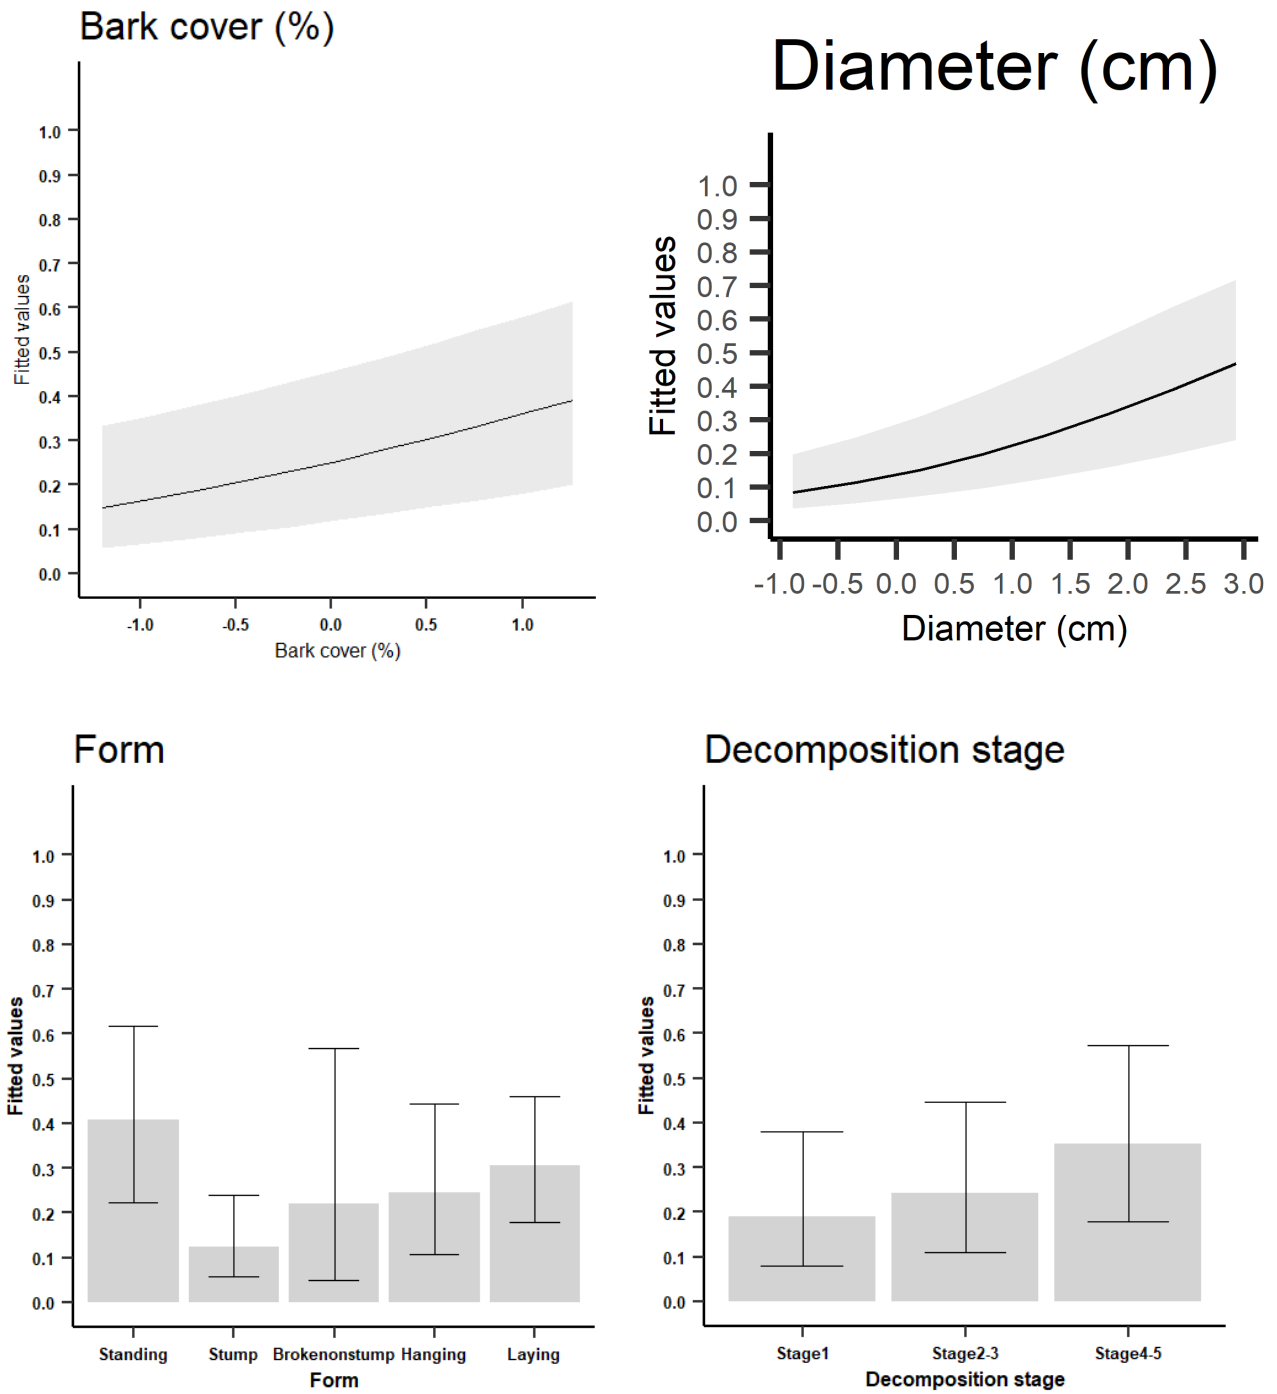 Bark cover (%)
1.0
0.9
0.8
0.7
0.6
0.5
0.4
0.3
0.2
0.1
0.0
Fitted values
-1.0 -0.5 0.0 0.5 1.0
Bark cover (%)
Diameter (cm)
1.0
0.9
0.8
0.7
0.6
0.5
0.4
0.3
0.2
0.1
0.0
Fitted values
-1.0 -0.5 0.0 0.5 1.0 1.5 2.0 2.5 3.0
Diameter (cm)
Form
1.0
0.9
0.8
0.7
0.6
0.5
0.4
0.3
0.2
0.1
0.0
Fitted values
Standing Stump Brokenonstump Hanging Laying
Form
Decomposition stage
1.0
0.9
0.8
0.7
0.6
0.5
0.4
0.3
0.2
0.1
0.0
Fitted values
Stage1 Stage2-3 Stage4-5
Decomposition stage